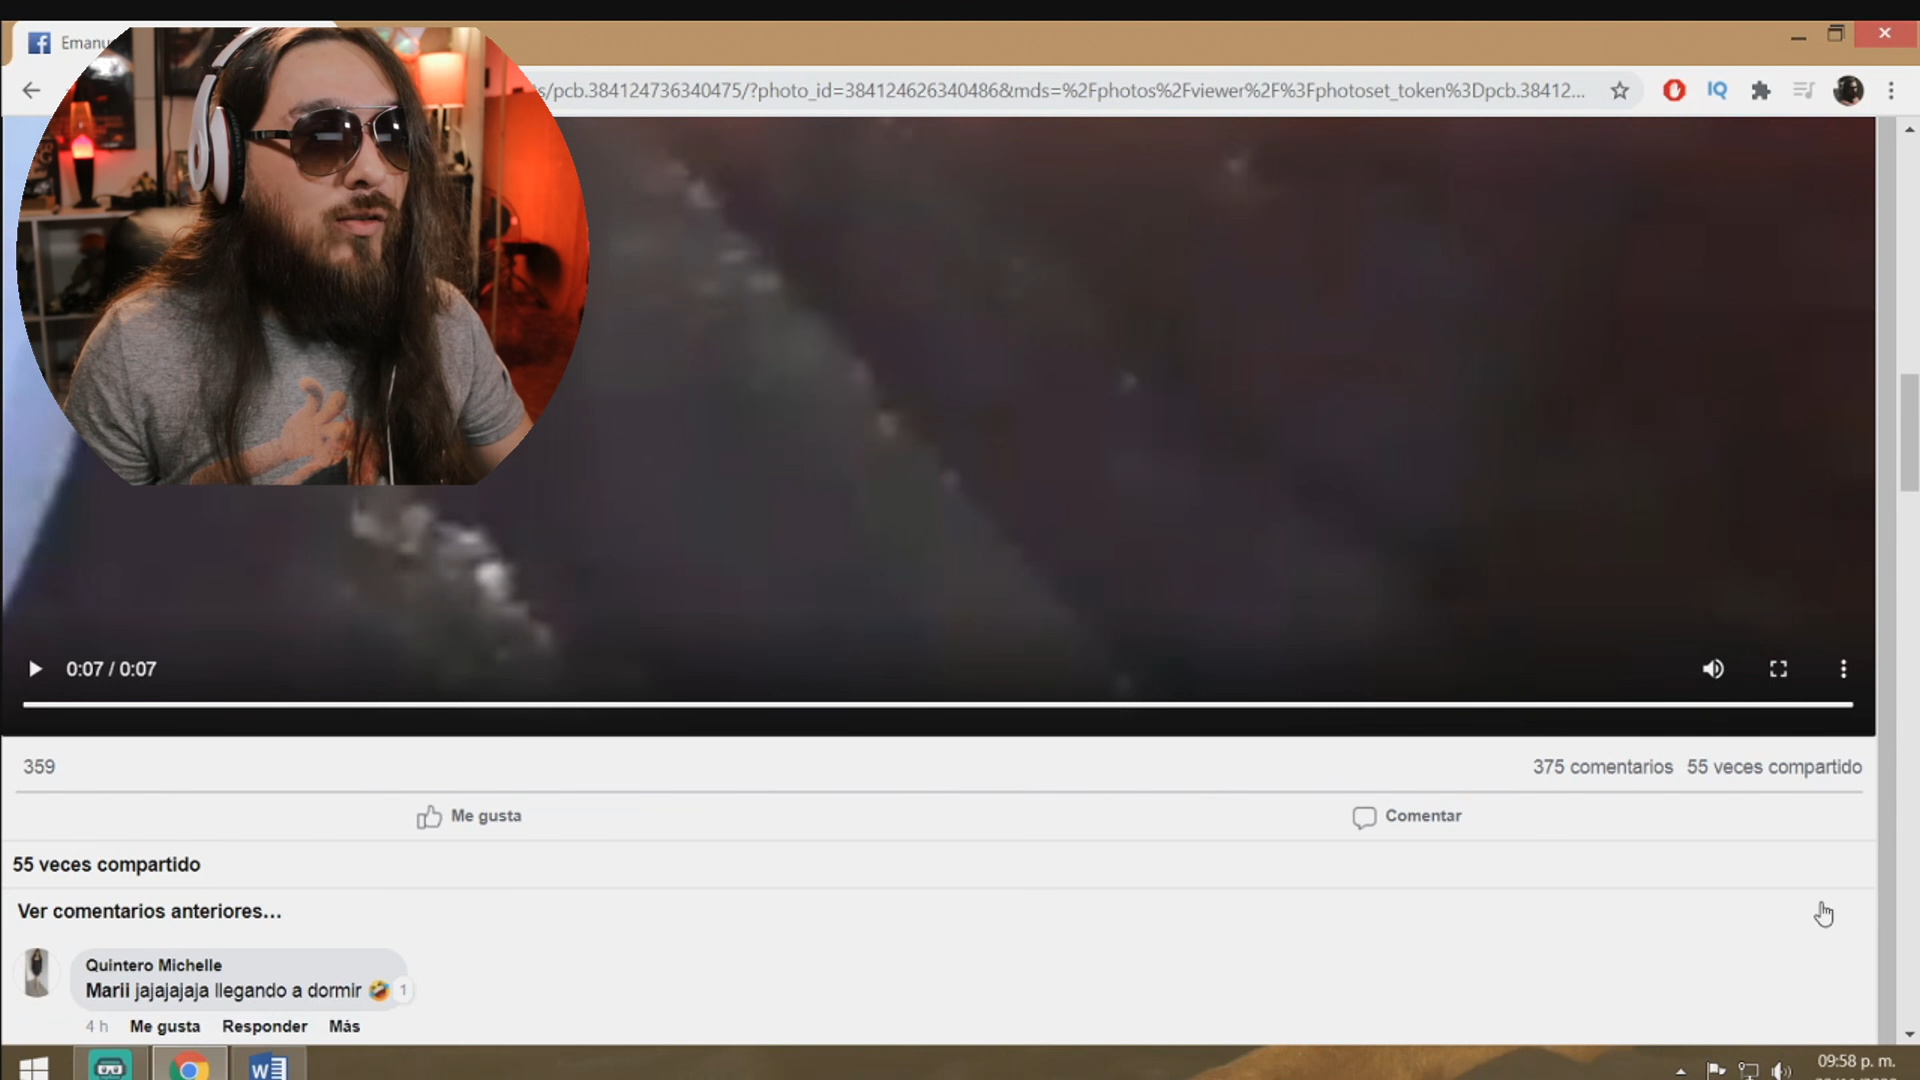 Emanu
s/pcb.384124736340475/?photo_id=384124626340486&mds=%2Fphotos%2Fviewer%2F%3Fphotoset_token%3Dpcb.38412...
IQ
0:07 / 0:07
359
375 comentarios 55 veces compartido
Me gusta
Comentar
55 veces compartido
Ver comentarios anteriores...
Quintero Michelle
Marii jajajajaja llegando a dormir 🤣 1
4 h Me gusta Responder Más
09:58 p. m.